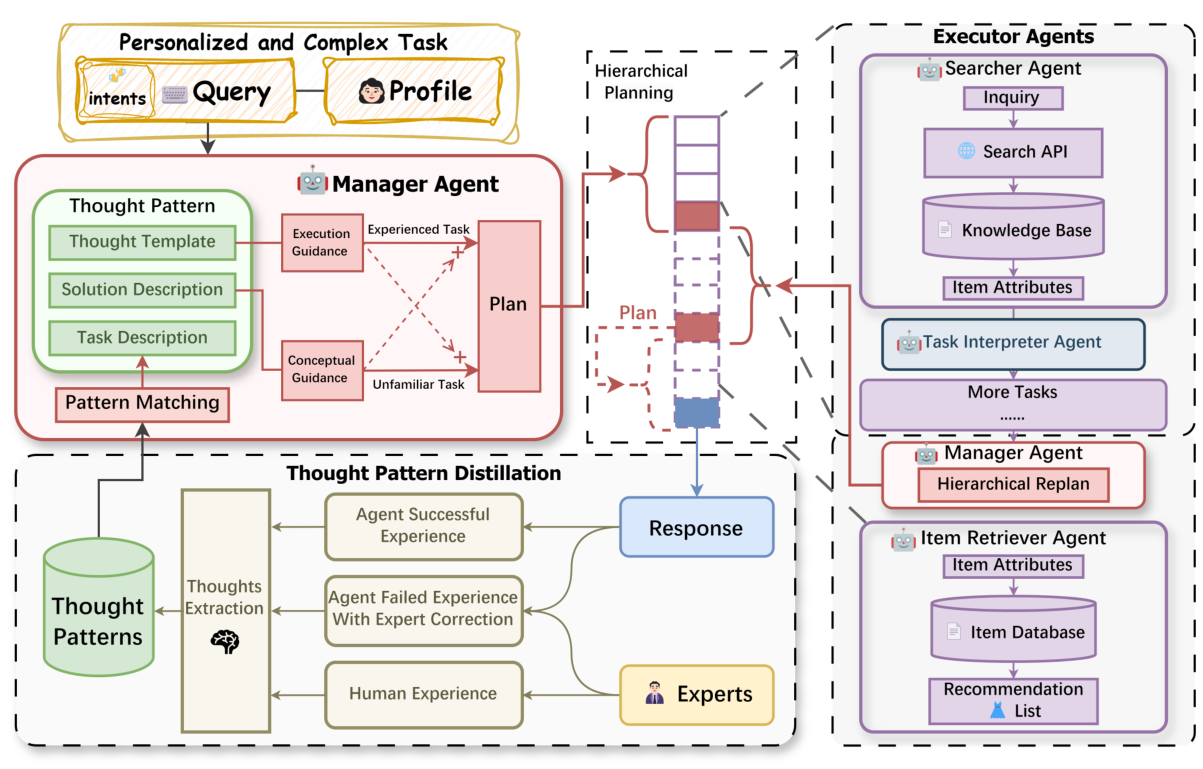 Personalized and Complex Task
intents
Query
Profile
Manager Agent
Thought Pattern
Thought Template
Solution Description
Task Description
Pattern Matching
Execution
Guidance
Conceptual
Guidance
Experienced Task
+
+
Unfamiliar Task
Plan
Hierarchical
Planning
Plan
Executor Agents
Searcher Agent
Inquiry
Search API
Knowledge Base
Item Attributes
Task Interpreter Agent
More Tasks
......
Manager Agent
Hierarchical Replan
Item Retriever Agent
Item Attributes
Item Database
Recommendation
List
Thought Pattern Distillation
Thought
Patterns
Thoughts
Extraction
Agent Successful
Experience
Agent Failed Experience
With Expert Correction
Human Experience
Response
Experts